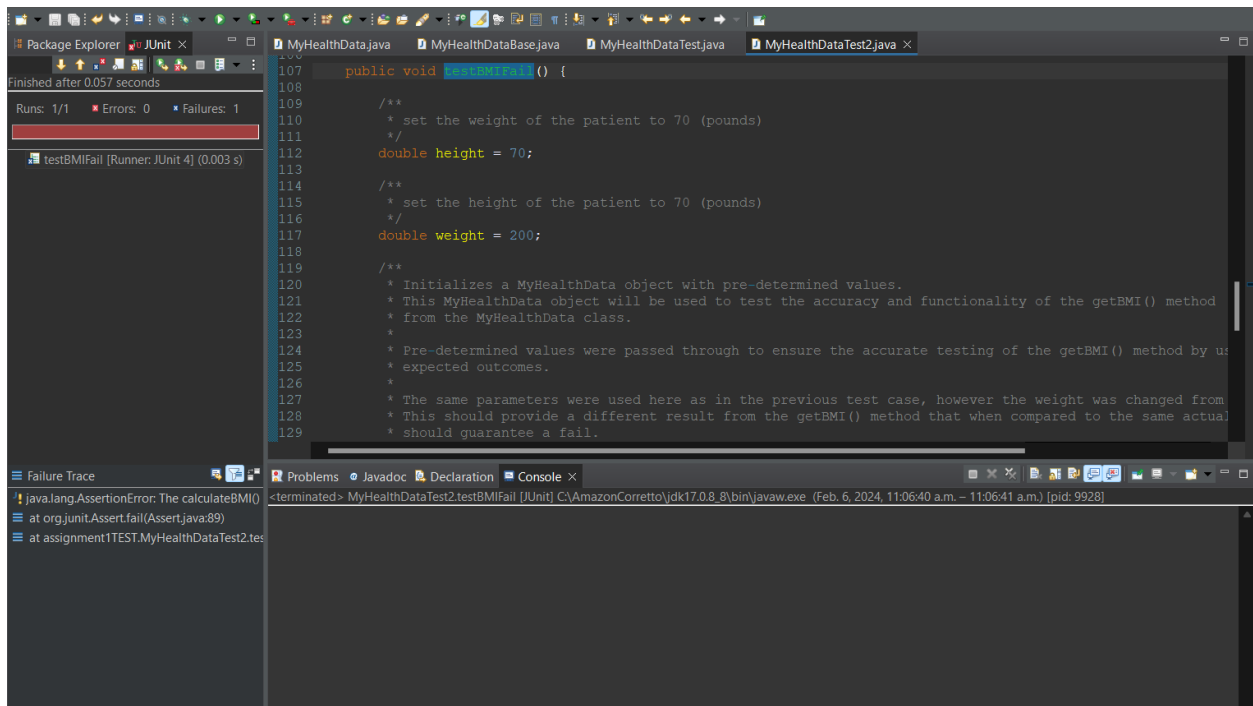 Package Explorer JUnit
MyHealthData.java MyHealthDataBase.java MyHealthDataTest.java MyHealthDataTest2.java
Finished after 0.057 seconds
Runs: 1/1 Errors: 0 Failures: 1
testBMIFail [Runner: JUnit 4] (0.003 s)
107 public void testBMIFail() {
108
109 /**
110 * set the weight of the patient to 70 (pounds)
111 */
112 double height = 70;
113
114 /**
115 * set the height of the patient to 70 (pounds)
116 */
117 double weight = 200;
118
119 /**
120 * Initializes a MyHealthData object with pre-determined values.
121 * This MyHealthData object will be used to test the accuracy and functionality of the getBMI() method
122 * from the MyHealthData class.
123 *
124 * Pre-determined values were passed through to ensure the accurate testing of the getBMI() method by us
125 * expected outcomes.
126 *
127 * The same parameters were used here as in the previous test case, however the weight was changed from
128 * This should provide a different result from the getBMI() method that when compared to the same actual
129 * should guarantee a fail.
Failure Trace
java.lang.AssertionError: The calculateBMI()
at org.junit.Assert.fail(Assert.java:89)
at assignment1TEST.MyHealthDataTest2.tes
Problems Javadoc Declaration Console
<terminated> MyHealthDataTest2.testBMIFail [JUnit] C:\AmazonCorretto\jdk17.0.8_8\bin\javaw.exe (Feb. 6, 2024, 11:06:40 a.m. – 11:06:41 a.m.) [pid: 9928]